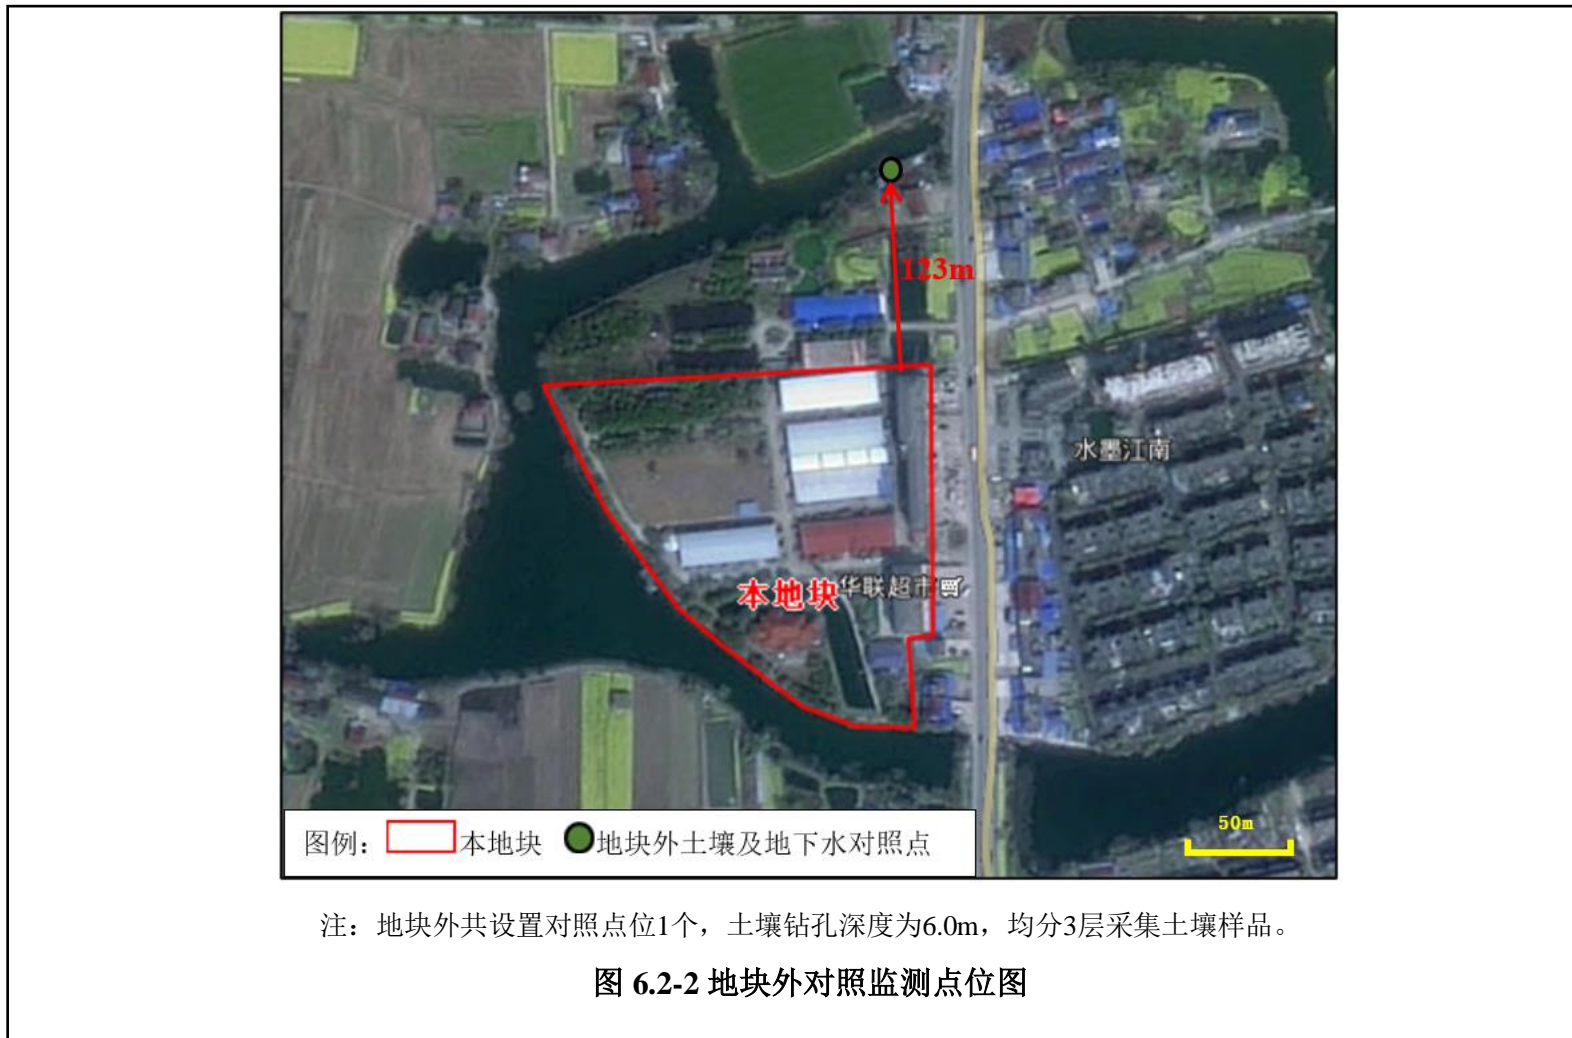 123m
水墨江南
本地块
华联超市
图例：
本地块
地块外土壤及地下水对照点
50m
注：地块外共设置对照点位1个，土壤钻孔深度为6.0m，均分3层采集土壤样品。
图 6.2-2 地块外对照监测点位图